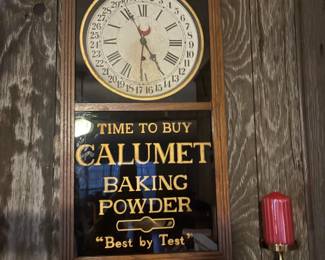 TIME TO BUY
CALUMET
BAKING
POWDER
"Best by Test"